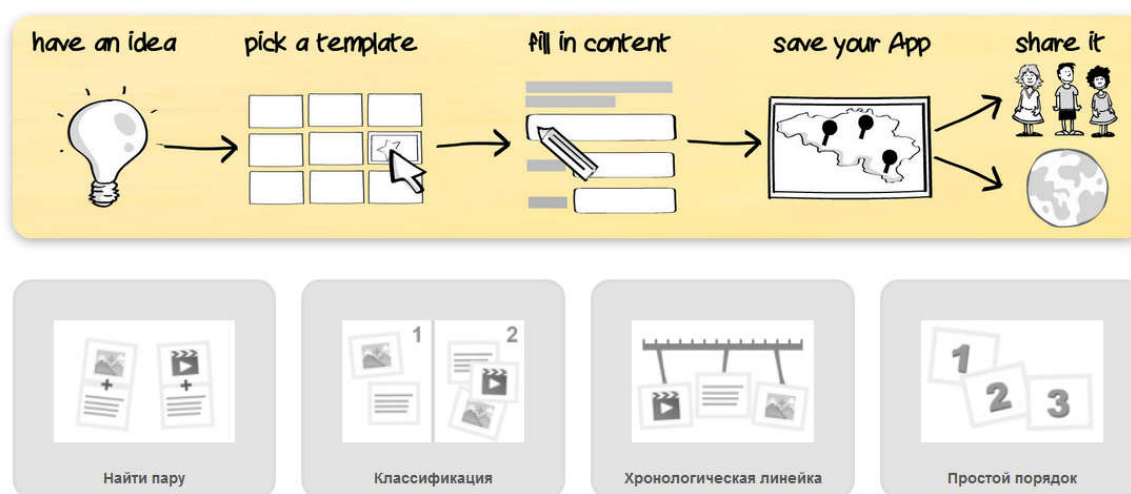 have an idea
pick a template
fill in content
save your App
share it
1
2
1
2
3
Найти пару
Классификация
Хронологическая линейка
Простой порядок